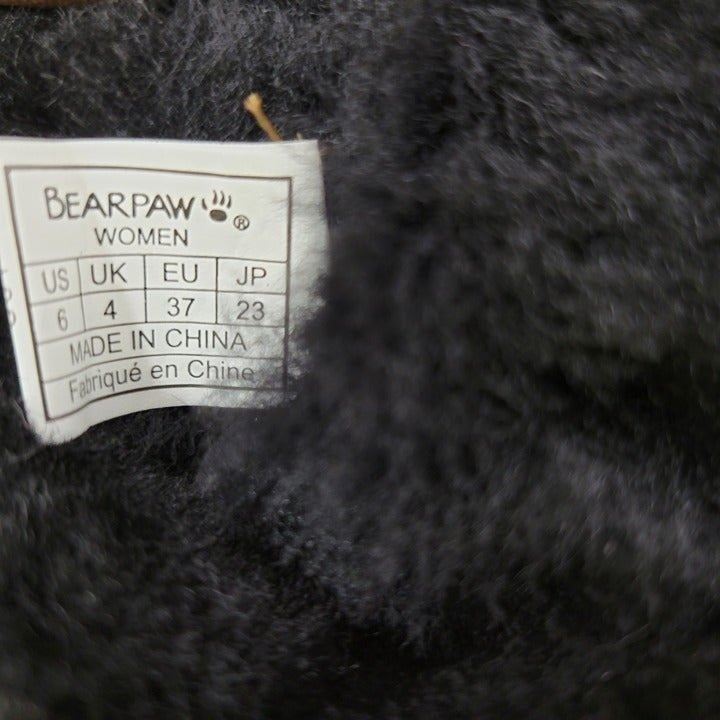 BEARPAW ®
WOMEN
US UK EU JP
6 4 37 23
MADE IN CHINA
Fabriqué en Chine